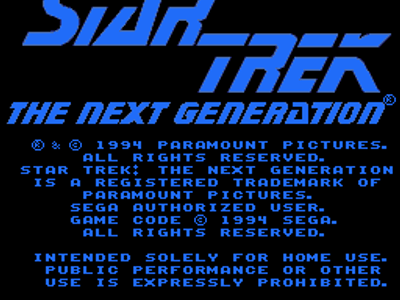 STAR
TREK
THE NEXT GENERATION®
® & © 1994 PARAMOUNT PICTURES.
ALL RIGHTS RESERVED.
STAR TREK: THE NEXT GENERATION
IS A REGISTERED TRADEMARK OF
PARAMOUNT PICTURES.
SEGA AUTHORIZED USER.
GAME CODE © 1994 SEGA.
ALL RIGHTS RESERVED.
INTENDED SOLELY FOR HOME USE.
PUBLIC PERFORMANCE OR OTHER
USE IS EXPRESSLY PROHIBITED.